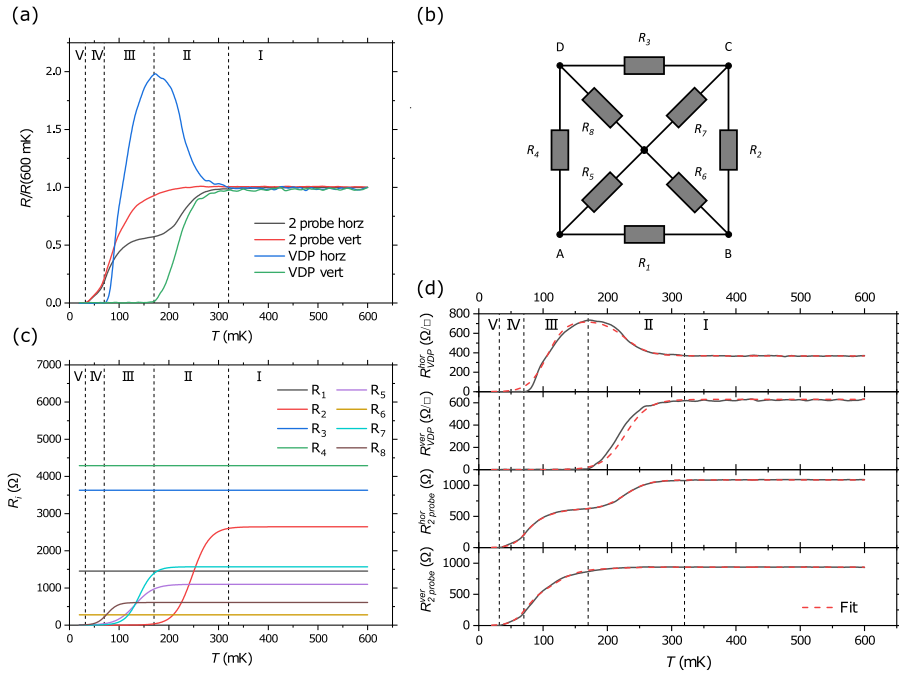 (a)
V IV III II I
2.0
1.5
1.0
0.5
0.0
R/R(600 mK)
2 probe horz
2 probe vert
VDP horz
VDP vert
0 100 200 300 400 500 600
T (mK)
(b)
D R3 C
R8 R7
R4 R2
R5 R6
A R1 B
(c)
V IV III II I
7000
6000
5000
4000
3000
2000
1000
0
Ri (Ω)
R1 R5
R2 R6
R3 R7
R4 R8
0 100 200 300 400 500 600
T (mK)
(d)
0 100 200 300 400 500 600
V IV III II I
800
400
0
R^hor_VDP (Ω/□)
600
400
200
0
R^ver_VDP (Ω/□)
1000
500
0
R^hor_2 probe (Ω)
1000
500
0
R^ver_2 probe (Ω)
Fit
0 100 200 300 400 500 600
T (mK)